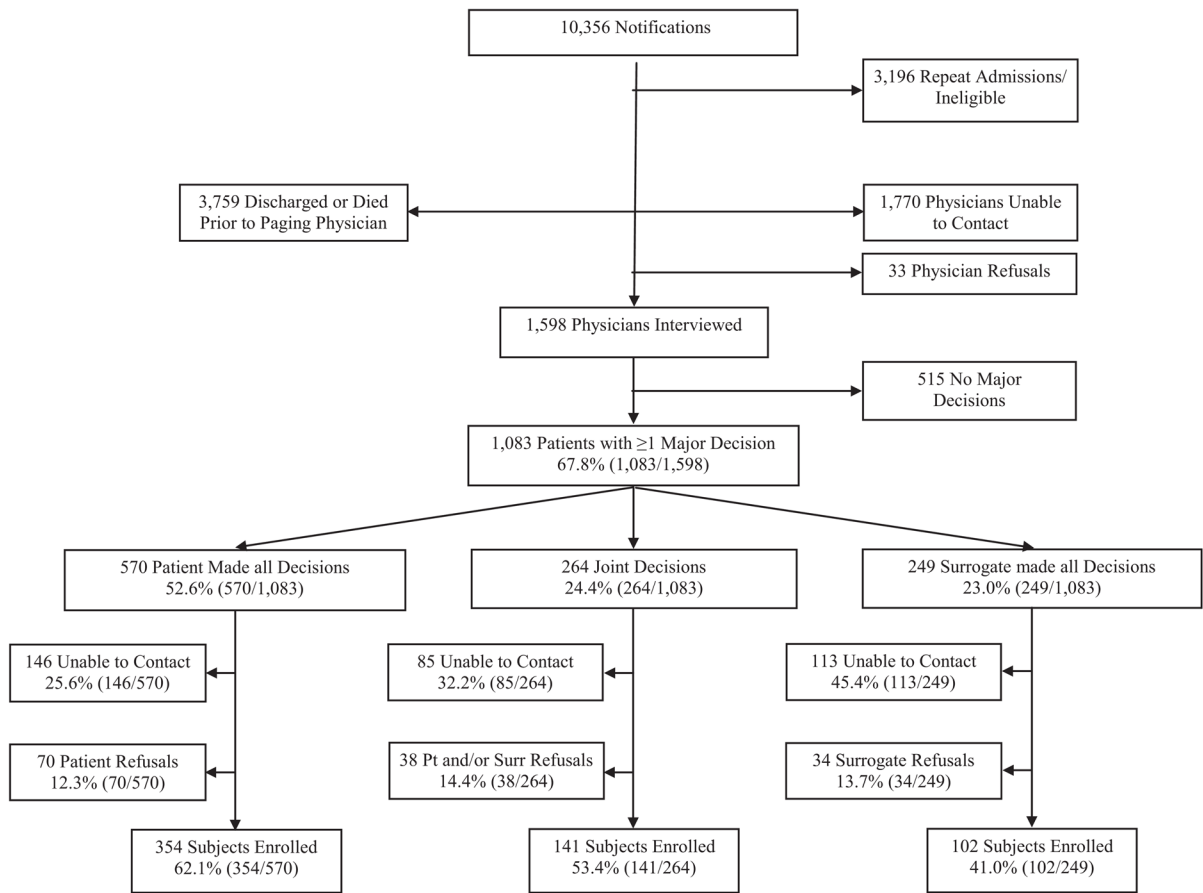 10,356 Notifications
3,196 Repeat Admissions/
Ineligible
3,759 Discharged or Died
Prior to Paging Physician
1,770 Physicians Unable
to Contact
33 Physician Refusals
1,598 Physicians Interviewed
515 No Major
Decisions
1,083 Patients with ≥1 Major Decision
67.8% (1,083/1,598)
570 Patient Made all Decisions
52.6% (570/1,083)
264 Joint Decisions
24.4% (264/1,083)
249 Surrogate made all Decisions
23.0% (249/1,083)
146 Unable to Contact
25.6% (146/570)
85 Unable to Contact
32.2% (85/264)
113 Unable to Contact
45.4% (113/249)
70 Patient Refusals
12.3% (70/570)
38 Pt and/or Surr Refusals
14.4% (38/264)
34 Surrogate Refusals
13.7% (34/249)
354 Subjects Enrolled
62.1% (354/570)
141 Subjects Enrolled
53.4% (141/264)
102 Subjects Enrolled
41.0% (102/249)